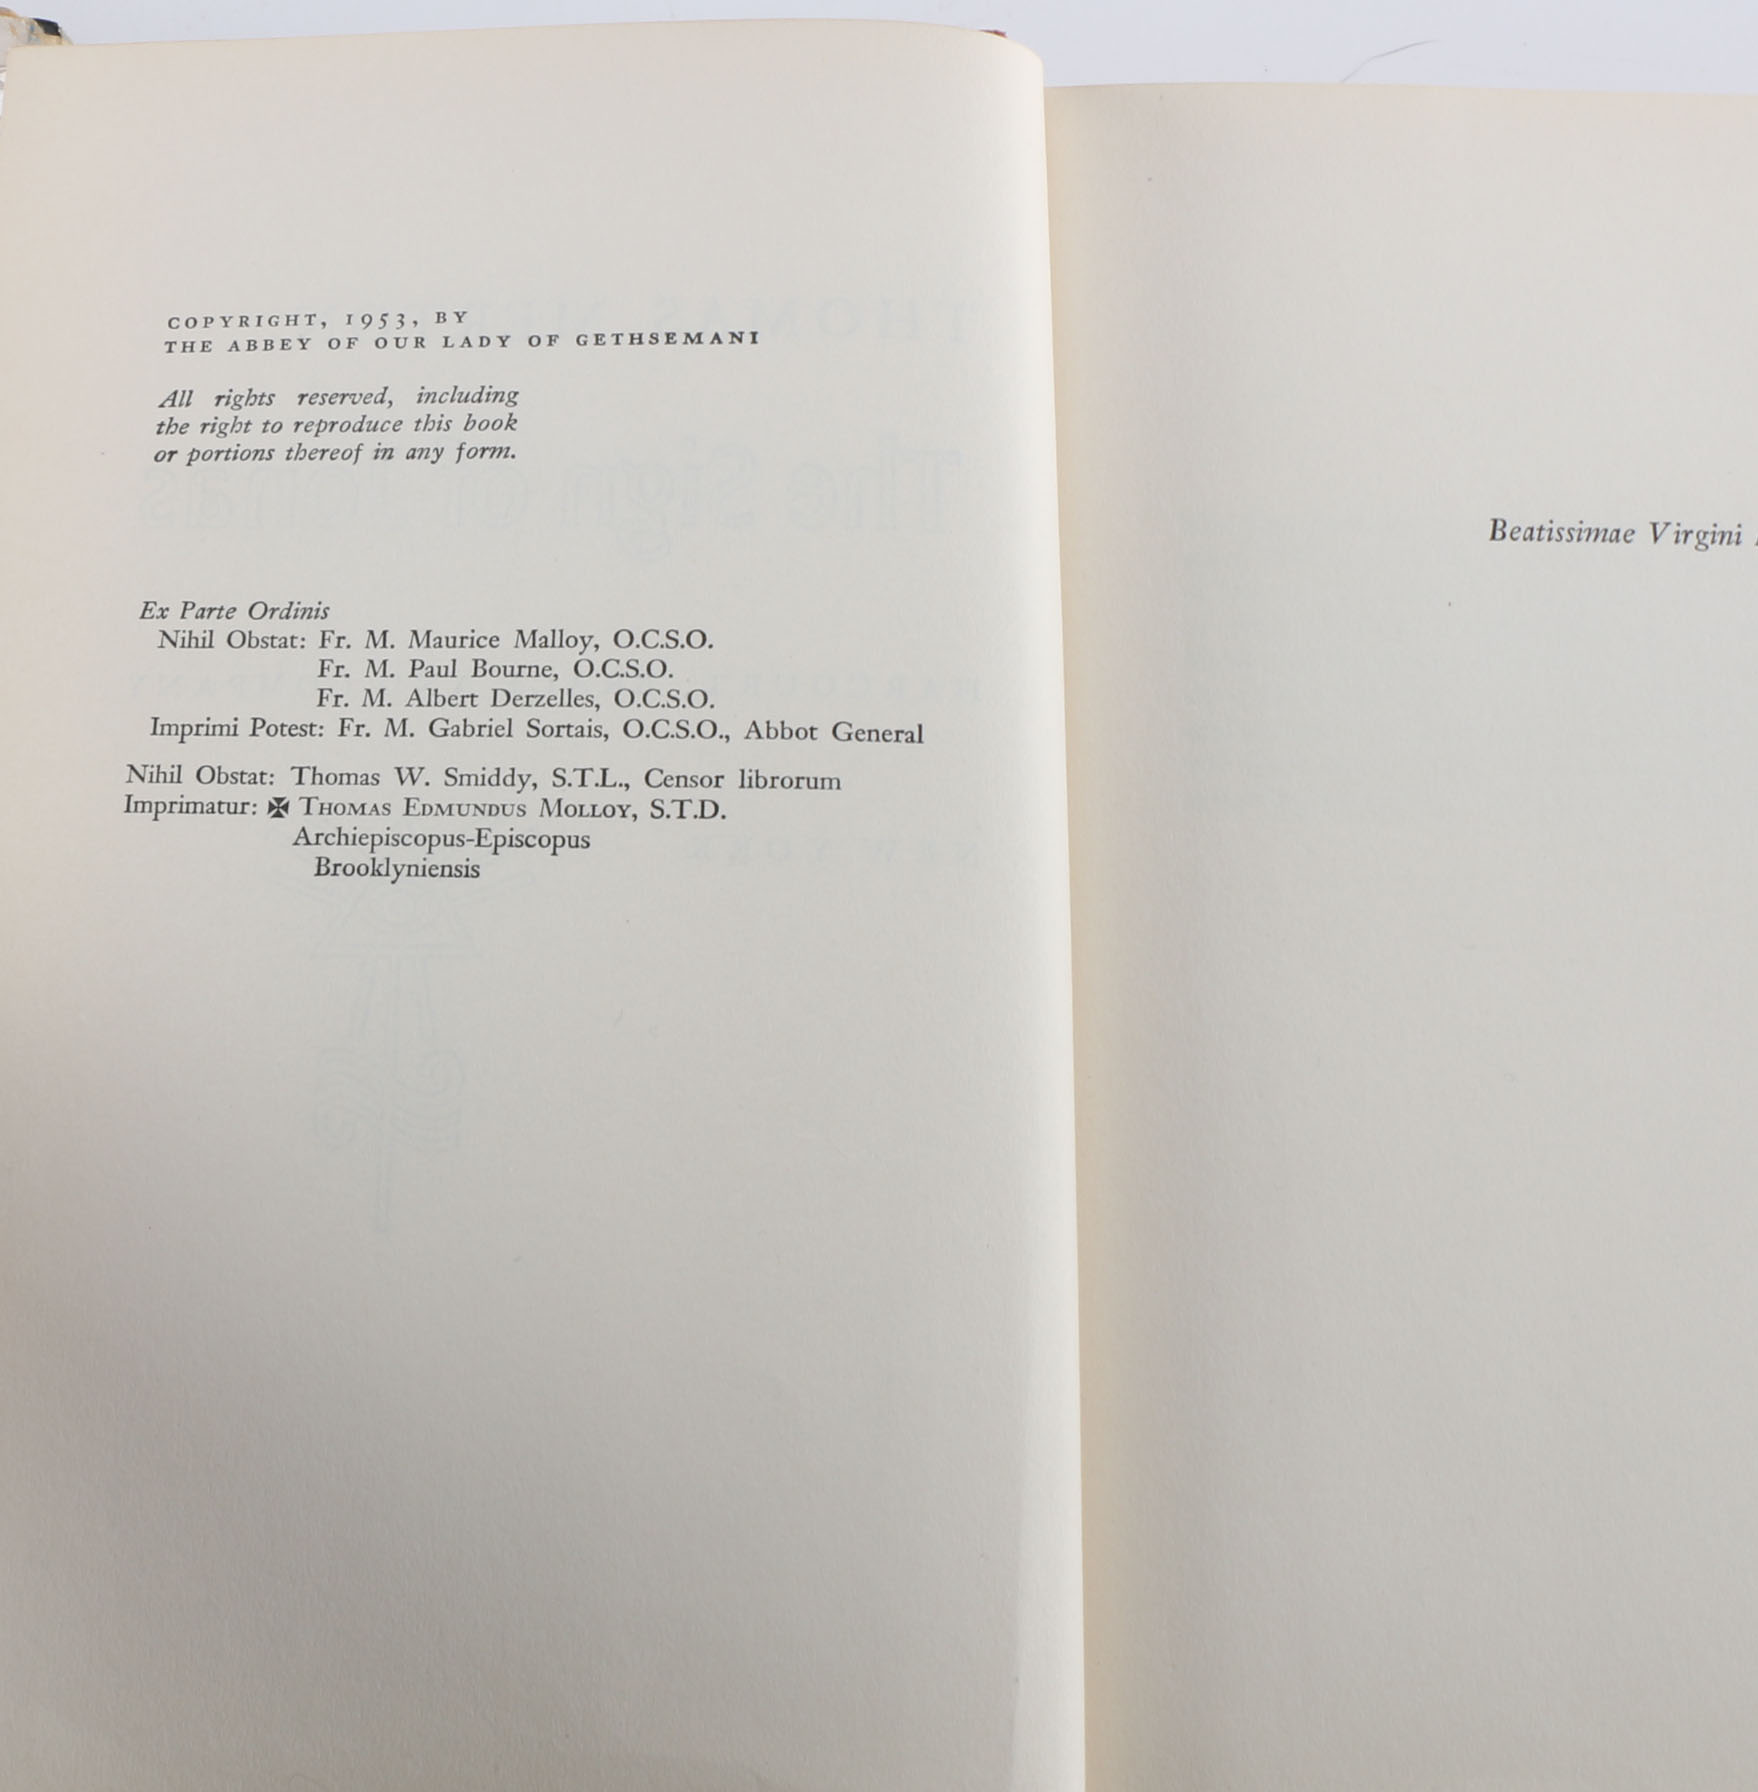 COPYRIGHT, 1953, BY
THE ABBEY OF OUR LADY OF GETHSEMANI
All rights reserved, including
the right to reproduce this book
or portions thereof in any form.
Ex Parte Ordinis
Nihil Obstat: Fr. M. Maurice Malloy, O.C.S.O.
Fr. M. Paul Bourne, O.C.S.O.
Fr. M. Albert Derzelles, O.C.S.O.
Imprimi Potest: Fr. M. Gabriel Sortais, O.C.S.O., Abbot General
Nihil Obstat: Thomas W. Smiddy, S.T.L., Censor librorum
Imprimatur: ✠ THOMAS EDMUNDUS MOLLOY, S.T.D.
Archiepiscopus-Episcopus
Brooklyniensis
Beatissimae Virgini